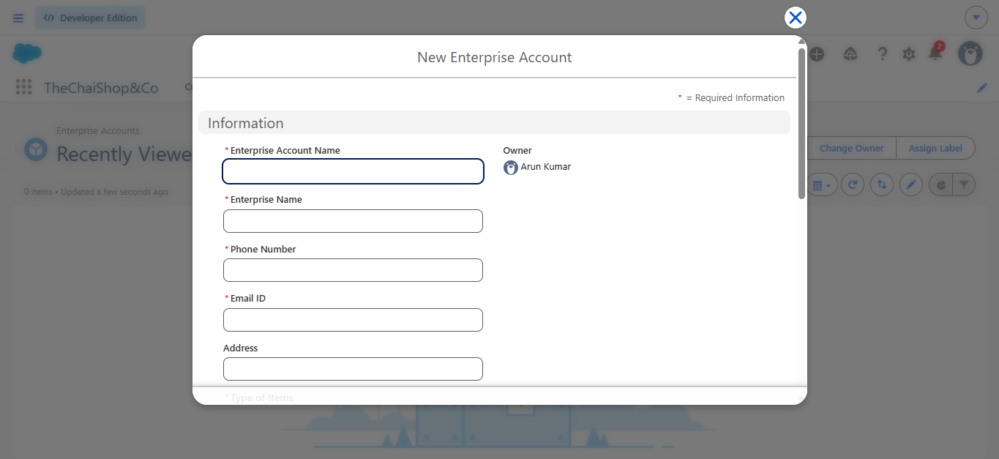 Developer Edition
New Enterprise Account
2
TheChaiShop&Co
* = Required Information
Information
Enterprise Accounts
Recently Viewe
* Enterprise Account Name
Owner
Arun Kumar
Change Owner
Assign Label
0 items • Updated a few seconds ago
* Enterprise Name
* Phone Number
* Email ID
Address
* Type of Items